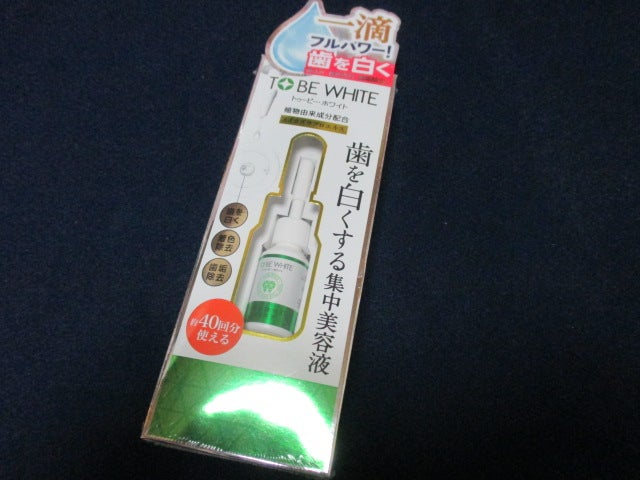 一滴
フルパワー!
歯を白く
TO BE WHITE
トゥービー・ホワイト
植物由来成分配合
歯を白くする集中美容液
歯を
白く
着色
除去
歯垢
除去
TO BE WHITE
約40回分
使える